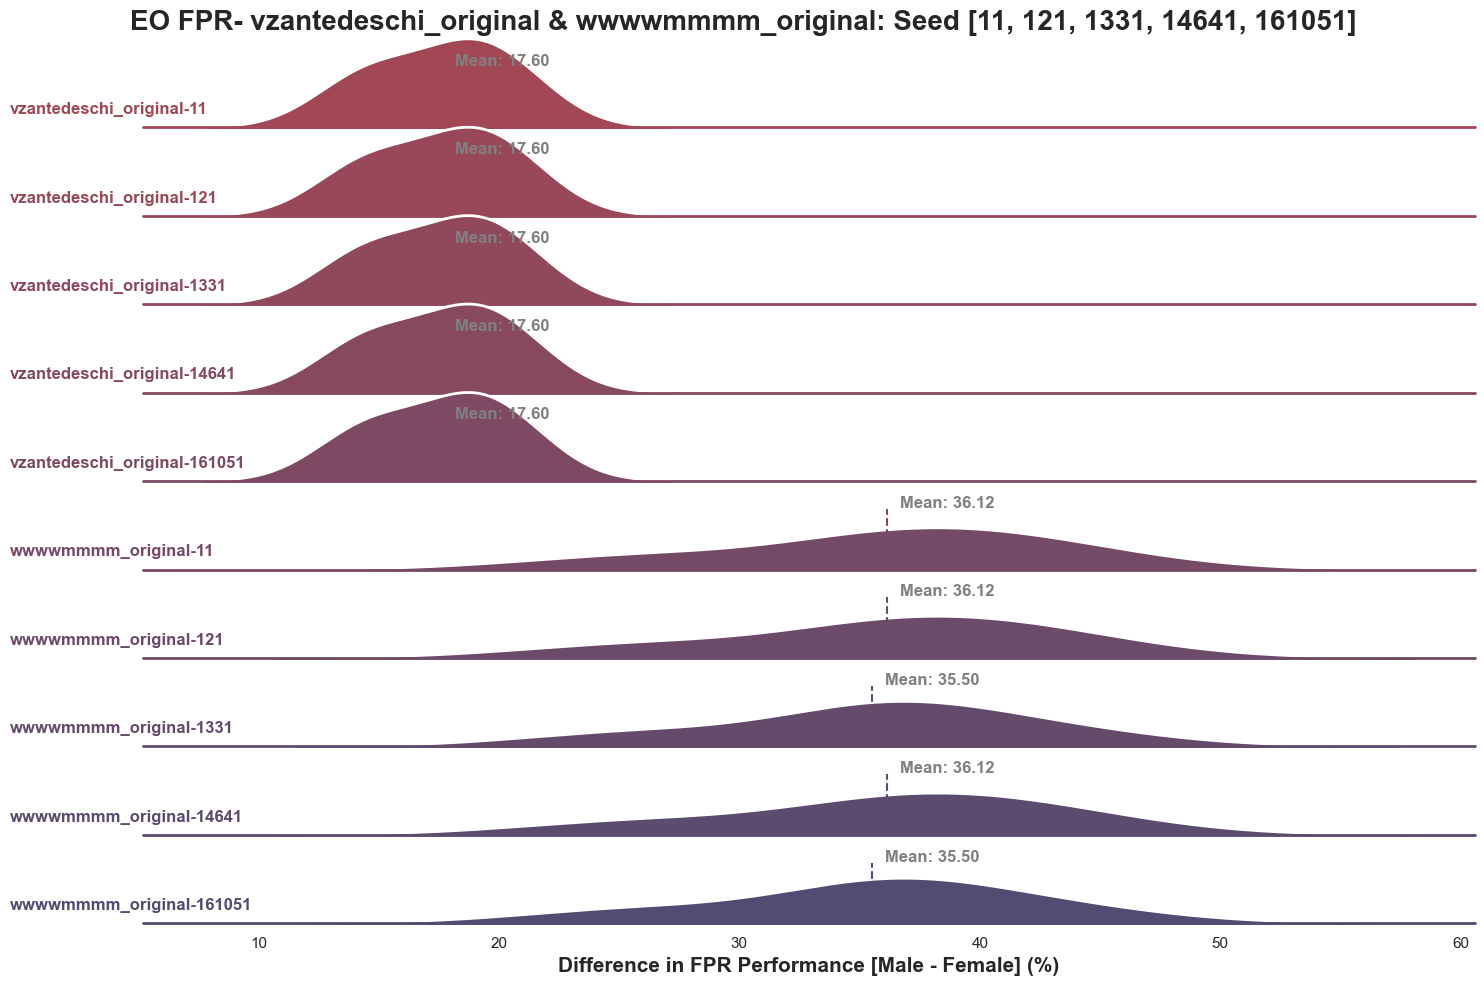 EO FPR- vzantedeschi_original & wwwwmmmm_original: Seed [11, 121, 1331, 14641, 161051]
Mean: 17.60
vzantedeschi_original-11
Mean: 17.60
vzantedeschi_original-121
Mean: 17.60
vzantedeschi_original-1331
Mean: 17.60
vzantedeschi_original-14641
Mean: 17.60
vzantedeschi_original-161051
Mean: 36.12
wwwwmmmm_original-11
Mean: 36.12
wwwwmmmm_original-121
Mean: 35.50
wwwwmmmm_original-1331
Mean: 36.12
wwwwmmmm_original-14641
Mean: 35.50
wwwwmmmm_original-161051
10 20 30 40 50 60
Difference in FPR Performance [Male - Female] (%)